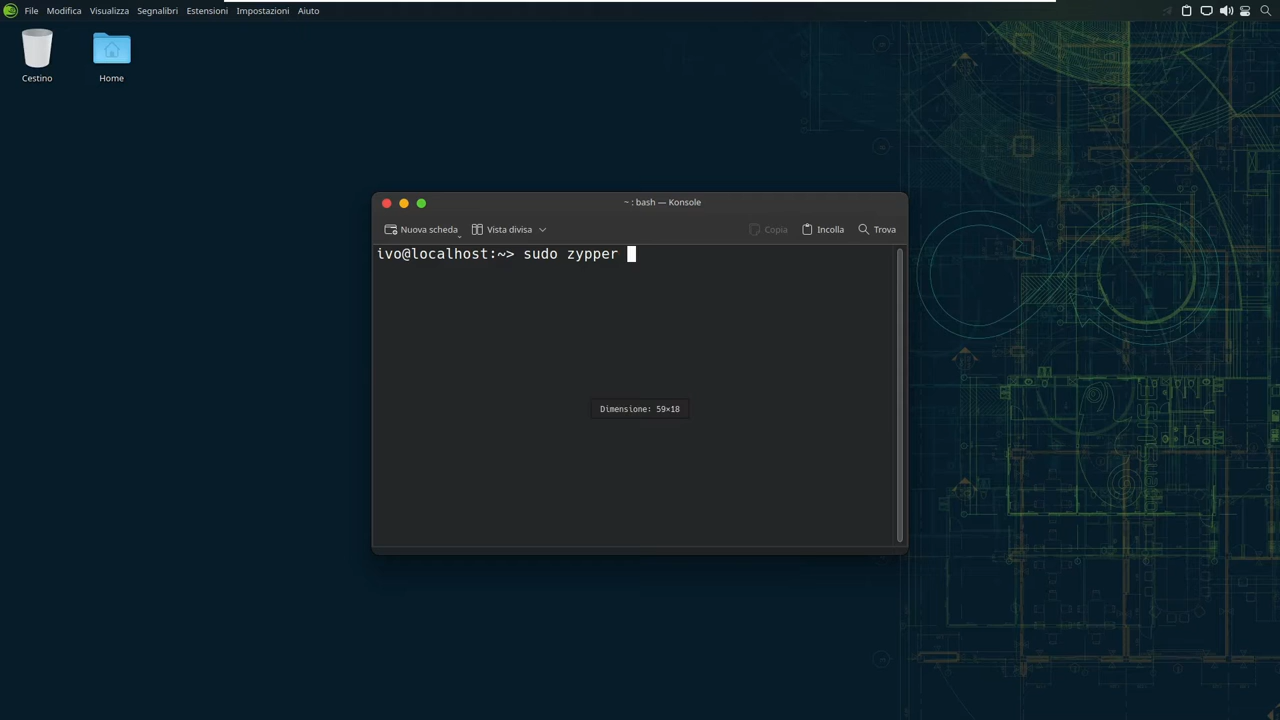 File Modifica Visualizza Segnalibri Estensioni Impostazioni Aiuto
Cestino
Home
~ : bash — Konsole
Nuova scheda
Vista divisa
Copia
Incolla
Trova
ivo@localhost:~> sudo zypper
Dimensione: 59×18